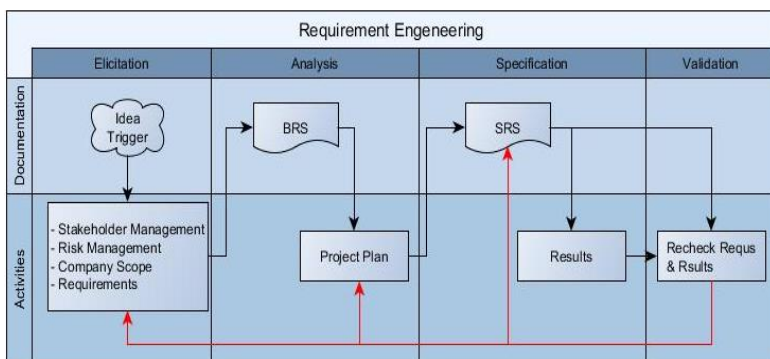 Requirement Engeneering
Elicitation
Analysis
Specification
Validation
Documentation
Idea
Trigger
BRS
SRS
Activities
- Stakeholder Management
- Risk Management
- Company Scope
- Requirements
Project Plan
Results
Recheck Requs
& Rsults